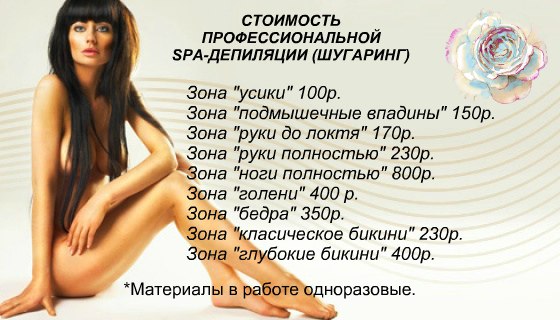 СТОИМОСТЬ
ПРОФЕССИОНАЛЬНОЙ
SPA-ДЕПИЛЯЦИИ (ШУГАРИНГ)
Зона "усики" 100р.
Зона "подмышечные впадины" 150р.
Зона "руки до локтя" 170р.
Зона "руки полностью" 230р.
Зона "ноги полностью" 800р.
Зона "голени" 400 р.
Зона "бедра" 350р.
Зона "класическое бикини" 230р.
Зона "глубокие бикини" 400р.
*Материалы в работе одноразовые.